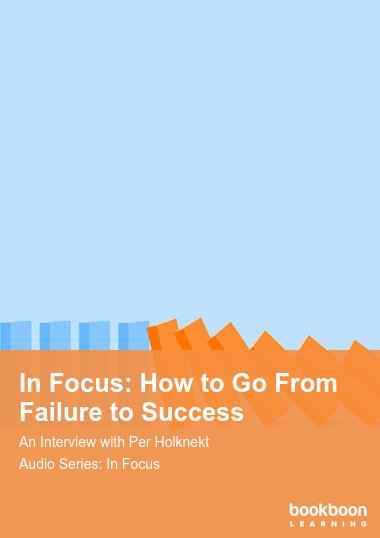 In Focus: How to Go From
Failure to Success
An Interview with Per Holknekt
Audio Series: In Focus
bookboon
LEARNING